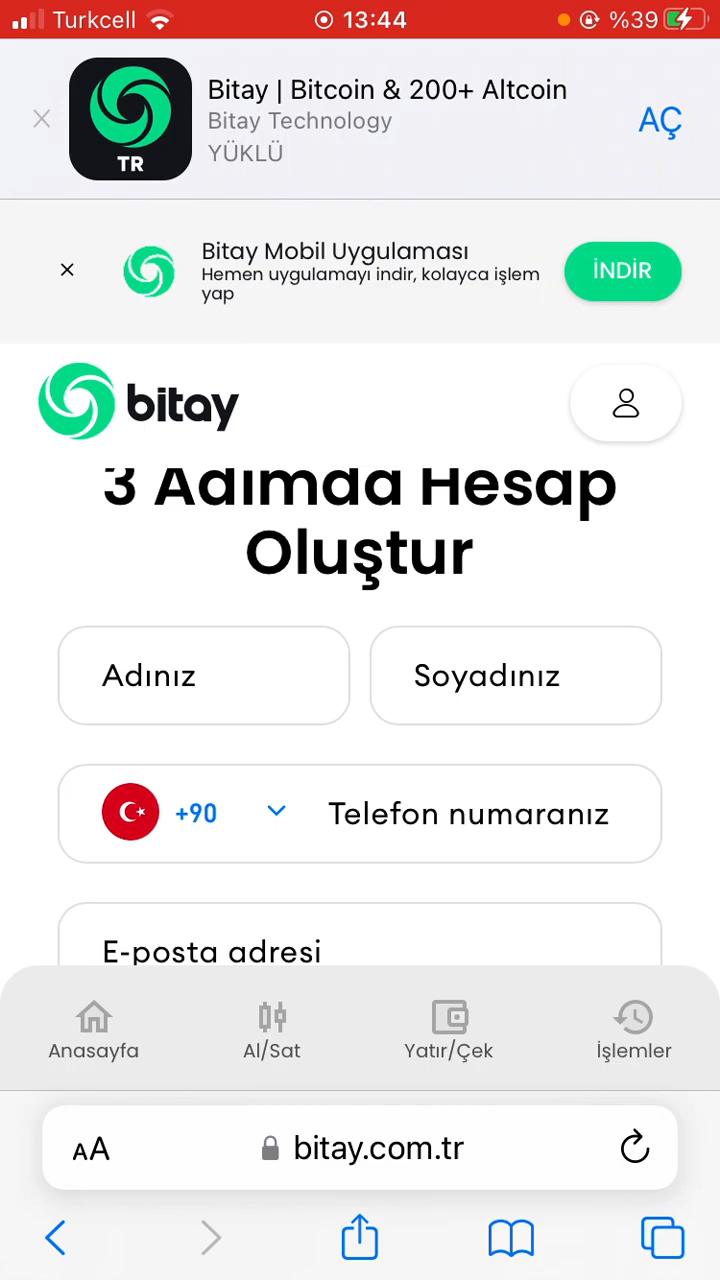 Turkcell 13:44 %39
Bitay | Bitcoin & 200+ Altcoin
Bitay Technology
YÜKLÜ
AÇ
TR
Bitay Mobil Uygulaması
Hemen uygulamayı indir, kolayca işlem
yap
İNDİR
bitay
3 Adımda Hesap
Oluştur
Adınız Soyadınız
+90 Telefon numaranız
E-posta adresi
Anasayfa Al/Sat Yatır/Çek İşlemler
AA bitay.com.tr